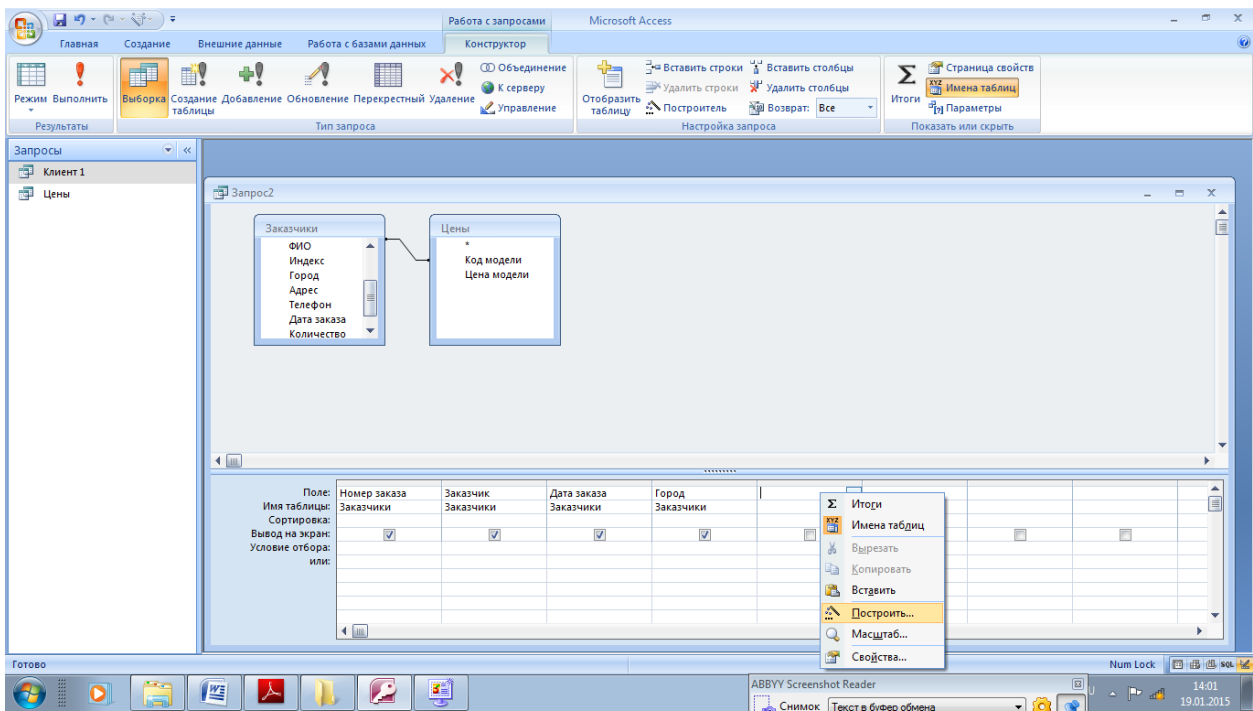 Работа с запросами
Microsoft Access
Главная Создание Внешние данные Работа с базами данных Конструктор
Режим Выполнить
Результаты
Выборка Создание таблицы Добавление Обновление Перекрестный Удаление
Объединение
К серверу
Управление
Тип запроса
Отобразить таблицу
Вставить строки
Удалить строки
Построитель
Вставить столбцы
Удалить столбцы
Возврат: Все
Настройка запроса
Итоги
Страница свойств
XYZ Имена таблиц
[?] Параметры
Показать или скрыть
Запросы
Клиент 1
Цены
Запрос2
Заказчики
ФИО
Индекс
Город
Адрес
Телефон
Дата заказа
Количество
Цены
*
Код модели
Цена модели
Поле: Номер заказа Заказчик Дата заказа Город
Имя таблицы: Заказчики Заказчики Заказчики Заказчики
Сортировка:
Вывод на экран:
Условие отбора:
или:
Σ Итоги
XYZ Имена таблиц
Вырезать
Копировать
Вставить
Построить...
Масштаб...
Свойства...
Готово
Num Lock
SQL
ABBYY Screenshot Reader
Снимок Текст в буфер обмена
14:01
19.01.2015